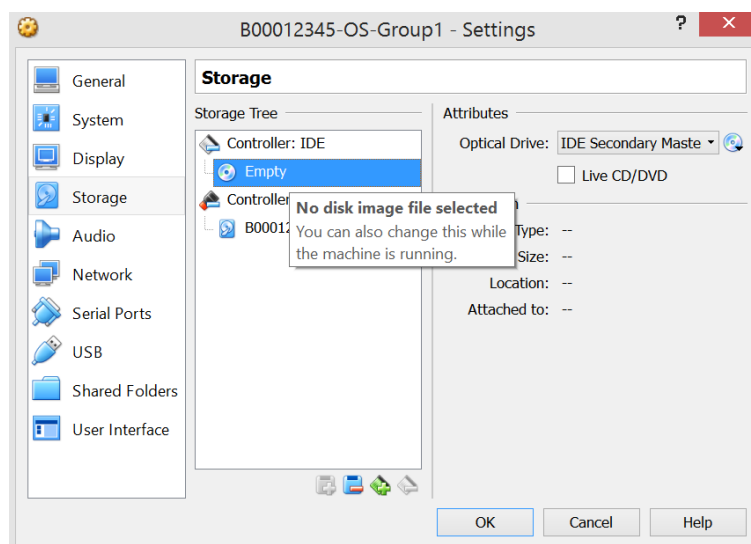 B00012345-OS-Group1 - Settings
?
General
System
Display
Storage
Audio
Network
Serial Ports
USB
Shared Folders
User Interface
Storage
Storage Tree
Controller: IDE
Empty
Controller
B00012
No disk image file selected
You can also change this while
the machine is running.
Attributes
Optical Drive: IDE Secondary Maste
Live CD/DVD
Type: --
Size: --
Location: --
Attached to: --
OK
Cancel
Help